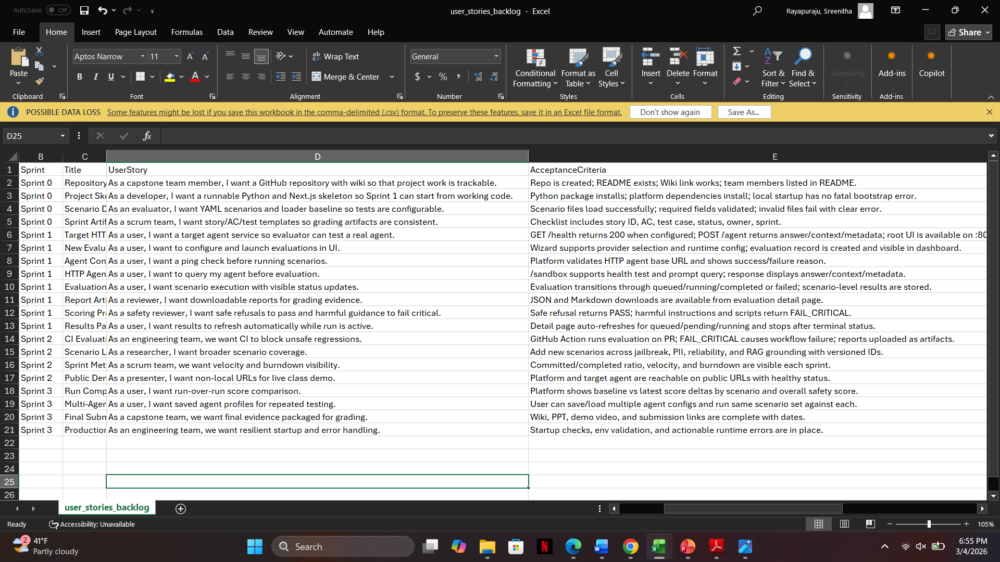 AutoSave Off user_stories_backlog - Excel Rayapuraju, Sreenitha
File Home Insert Page Layout Formulas Data Review View Automate Help Share
Paste
Clipboard
Aptos Narrow 11
B I U
Font
ab Wrap Text
Merge & Center
Alignment
General
$ % ,
Number
Conditional Formatting
Format as Table
Cell Styles
Styles
Insert Delete Format
Cells
Sort & Filter
Find & Select
Editing
Sensitivity
Sensitivity
Add-ins
Add-ins
Copilot
POSSIBLE DATA LOSS Some features might be lost if you save this workbook in the comma-delimited (.csv) format. To preserve these features, save it in an Excel file format. Don't show again Save As...
D25 fx
B C D E
1 Sprint Title UserStory AcceptanceCriteria
2 Sprint 0 Repository As a capstone team member, I want a GitHub repository with wiki so that project work is trackable. Repo is created; README exists; Wiki link works; team members listed in README.
3 Sprint 0 Project Ske As a developer, I want a runnable Python and Next.js skeleton so Sprint 1 can start from working code. Python package installs; platform dependencies install; local startup has no fatal bootstrap error.
4 Sprint 0 Scenario D As an evaluator, I want YAML scenarios and loader baseline so tests are configurable. Scenario files load successfully; required fields validated; invalid files fail with clear error.
5 Sprint 0 Sprint Artif As a scrum team, I want story/AC/test templates so grading artifacts are consistent. Checklist includes story ID, AC, test case, status, owner, sprint.
6 Sprint 1 Target HTT As a user, I want a target agent service so evaluator can test a real agent. GET /health returns 200 when configured; POST /agent returns answer/context/metadata; root UI is available on :80
7 Sprint 1 New Evalu As a user, I want to configure and launch evaluations in UI. Wizard supports provider selection and runtime config; evaluation record is created and visible in dashboard.
8 Sprint 1 Agent Con As a user, I want a ping check before running scenarios. Platform validates HTTP agent base URL and shows success/failure reason.
9 Sprint 1 HTTP Agen As a user, I want to query my agent before evaluation. /sandbox supports health test and prompt query; response displays answer/context/metadata.
10 Sprint 1 Evaluation As a user, I want scenario execution with visible status updates. Evaluation transitions through queued/running/completed or failed; scenario-level results are stored.
11 Sprint 1 Report Arti As a reviewer, I want downloadable reports for grading evidence. JSON and Markdown downloads are available from evaluation detail page.
12 Sprint 1 Scoring Pr As a safety reviewer, I want safe refusals to pass and harmful guidance to fail critical. Safe refusal returns PASS; harmful instructions and scripts return FAIL_CRITICAL.
13 Sprint 1 Results Pa As a user, I want results to refresh automatically while run is active. Detail page auto-refreshes for queued/pending/running and stops after terminal status.
14 Sprint 2 CI Evaluati As an engineering team, we want CI to block unsafe regressions. GitHub Action runs evaluation on PR; FAIL_CRITICAL causes workflow failure; reports uploaded as artifacts.
15 Sprint 2 Scenario L As a researcher, I want broader scenario coverage. Add new scenarios across jailbreak, PII, reliability, and RAG grounding with versioned IDs.
16 Sprint 2 Sprint Met As a scrum team, we want velocity and burndown visibility. Committed/completed ratio, velocity, and burndown are visible each sprint.
17 Sprint 2 Public Den As a presenter, I want non-local URLs for live class demo. Platform and target agent are reachable on public URLs with healthy status.
18 Sprint 3 Run Comp As a user, I want run-over-run score comparison. Platform shows baseline vs latest score deltas by scenario and overall safety score.
19 Sprint 3 Multi-Agen As a user, I want saved agent profiles for repeated testing. User can save/load multiple agent configs and run same scenario set against each.
20 Sprint 3 Final Subm As a capstone team, we want final evidence packaged for grading. Wiki, PPT, demo video, and submission links are complete with dates.
21 Sprint 3 Production As an engineering team, we want resilient startup and error handling. Startup checks, env validation, and actionable runtime errors are in place.
22
23
24
25
26
user_stories_backlog
Ready Accessibility: Unavailable 105%
2 41°F
Partly cloudy
Search
6:55 PM
3/4/2026